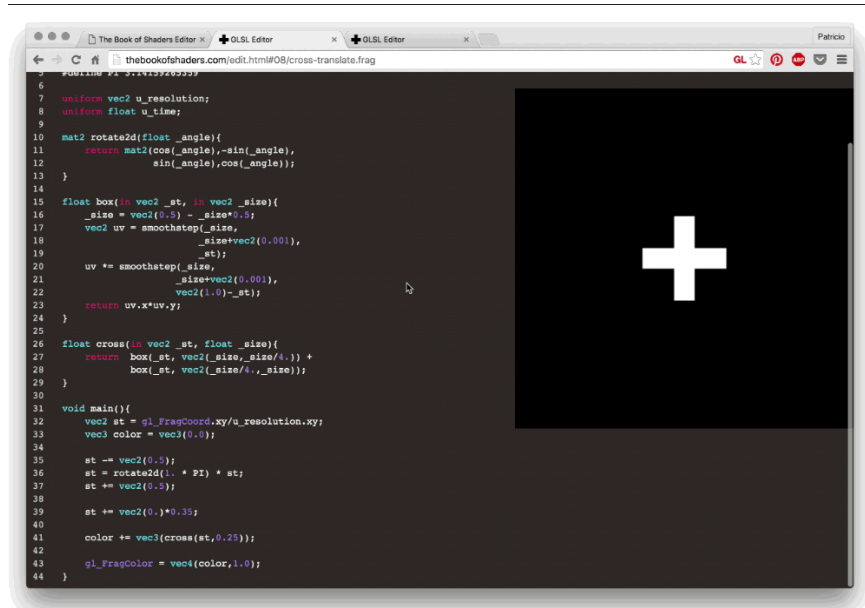 The Book of Shaders Editor ×
GLSL Editor ×
GLSL Editor ×
Patricio
thebookofshaders.com/edit.html#08/cross-translate.frag
GL
ABP
5 #define PI 3.14159265359
6
7 uniform vec2 u_resolution;
8 uniform float u_time;
9
10 mat2 rotate2d(float _angle){
11 return mat2(cos(_angle),-sin(_angle),
12 sin(_angle),cos(_angle));
13 }
14
15 float box(in vec2 _st, in vec2 _size){
16 _size = vec2(0.5) - _size*0.5;
17 vec2 uv = smoothstep(_size,
18 _size+vec2(0.001),
19 _st);
20 uv *= smoothstep(_size,
21 _size+vec2(0.001),
22 vec2(1.0)-_st);
23 return uv.x*uv.y;
24 }
25
26 float cross(in vec2 _st, float _size){
27 return box(_st, vec2(_size,_size/4.)) +
28 box(_st, vec2(_size/4.,_size));
29 }
30
31 void main(){
32 vec2 st = gl_FragCoord.xy/u_resolution.xy;
33 vec3 color = vec3(0.0);
34
35 st -= vec2(0.5);
36 st = rotate2d(1. * PI) * st;
37 st += vec2(0.5);
38
39 st += vec2(0.)*0.35;
40
41 color += vec3(cross(st,0.25));
42
43 gl_FragColor = vec4(color,1.0);
44 }